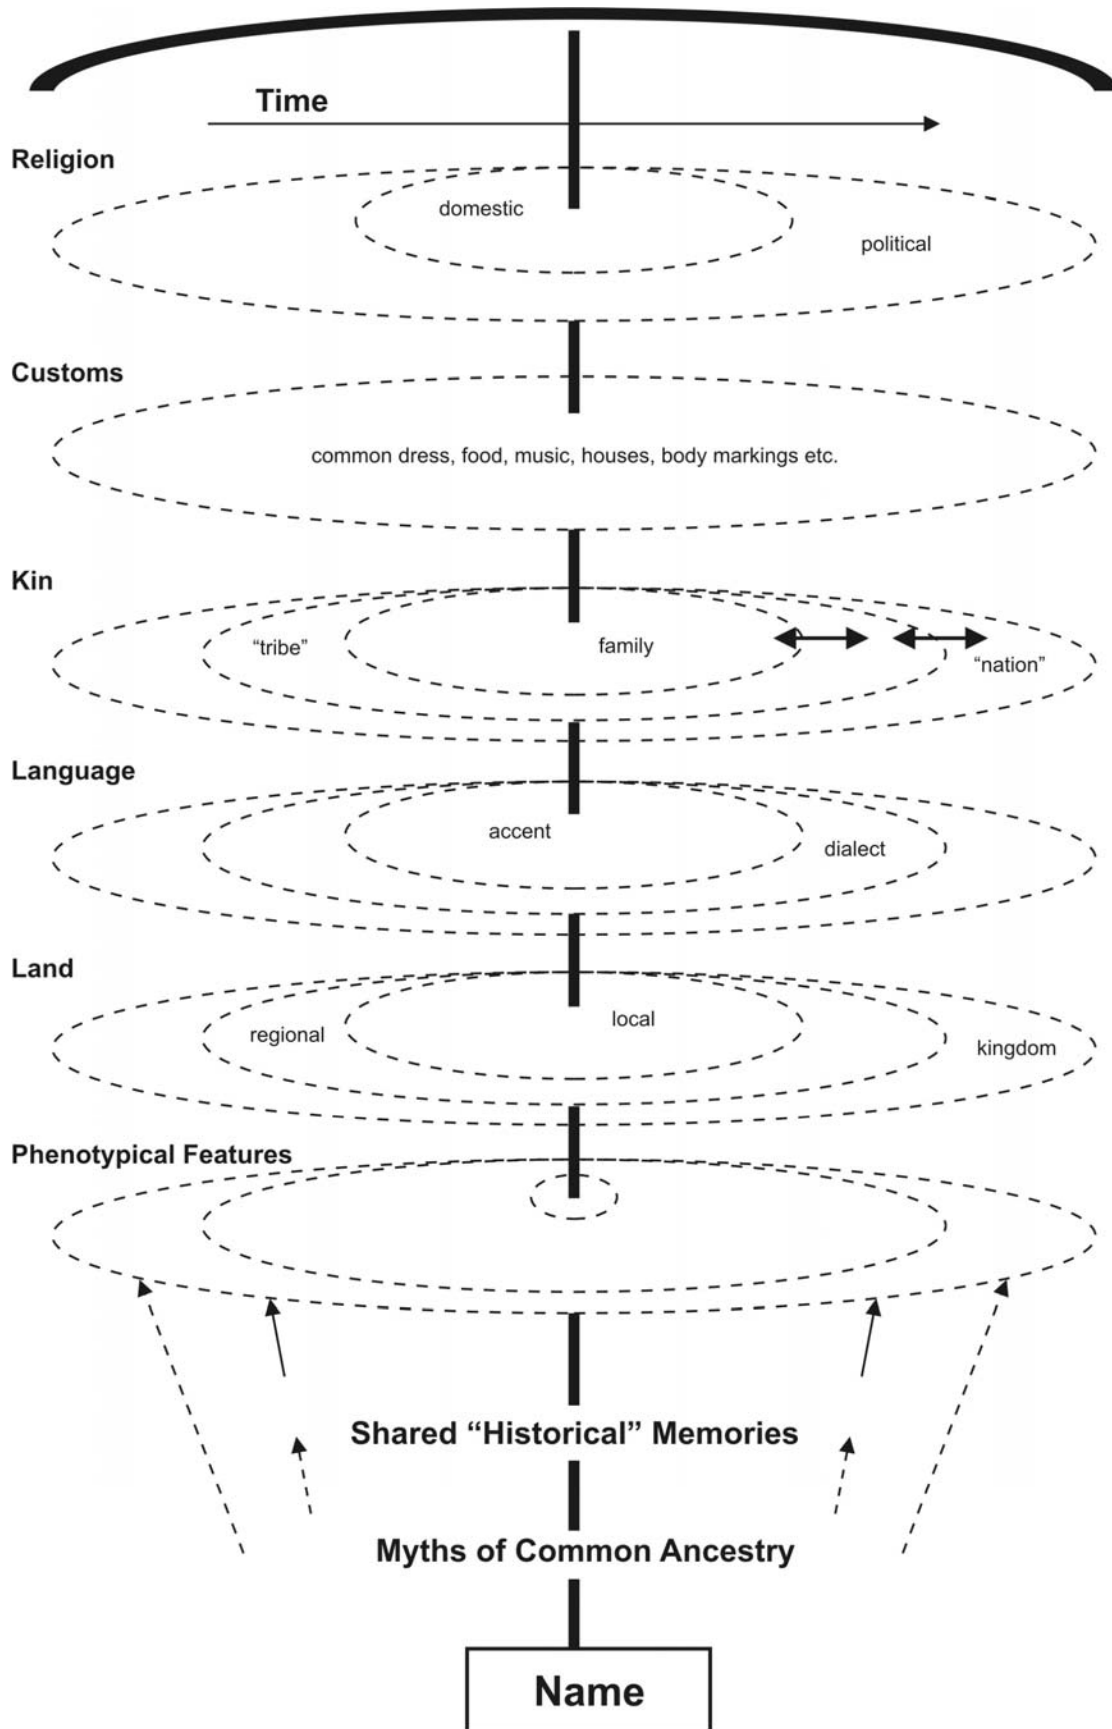 Time
Religion
domestic
political
Customs
common dress, food, music, houses, body markings etc.
Kin
“tribe”
family
“nation”
Language
accent
dialect
Land
regional
local
kingdom
Phenotypical Features
Shared “Historical” Memories
Myths of Common Ancestry
Name